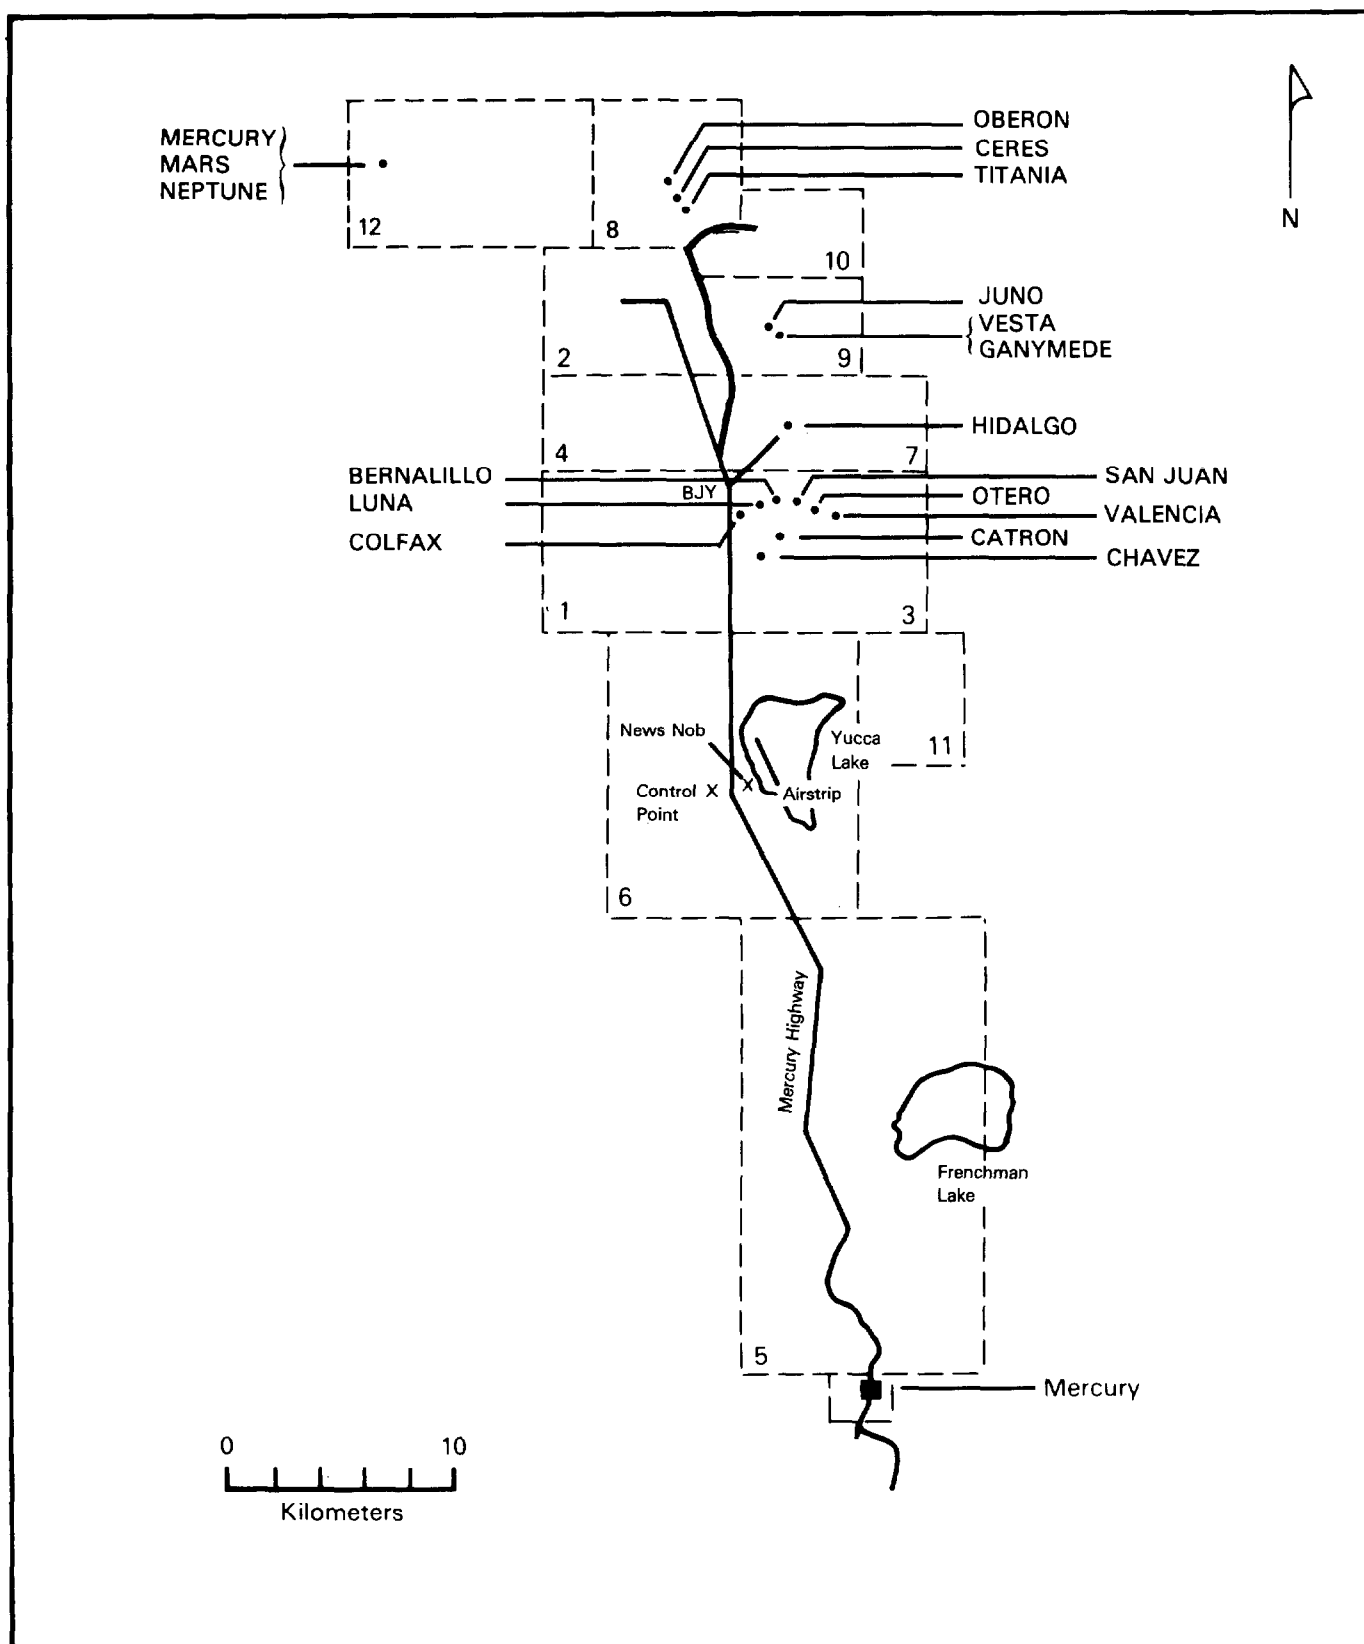 OBERON
CERES
TITANIA
MERCURY
MARS
NEPTUNE
N
12
8
10
JUNO
VESTA
GANYMEDE
2
9
HIDALGO
4
7
BERNALILLO
LUNA
COLFAX
BJY
SAN JUAN
OTERO
VALENCIA
CATRON
CHAVEZ
1
3
News Nob
Yucca
Lake
11
Control X
Point
X
Airstrip
6
Mercury Highway
Frenchman
Lake
5
Mercury
0 10
Kilometers